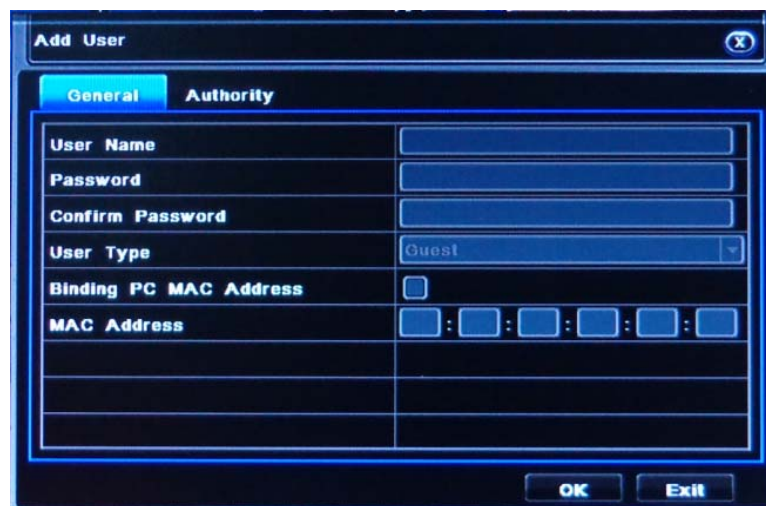 Add User
X
General Authority
User Name
Password
Confirm Password
User Type Guest
Binding PC MAC Address
MAC Address : : : : :
OK Exit